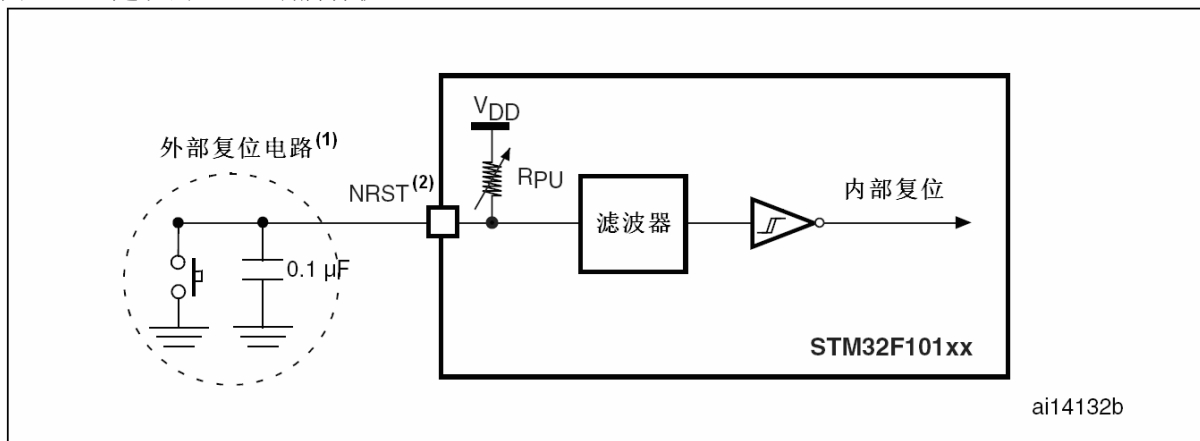 VDD
外部复位电路(1)
NRST(2)
RPU
滤波器
内部复位
0.1 µF
STM32F101xx
ai14132b